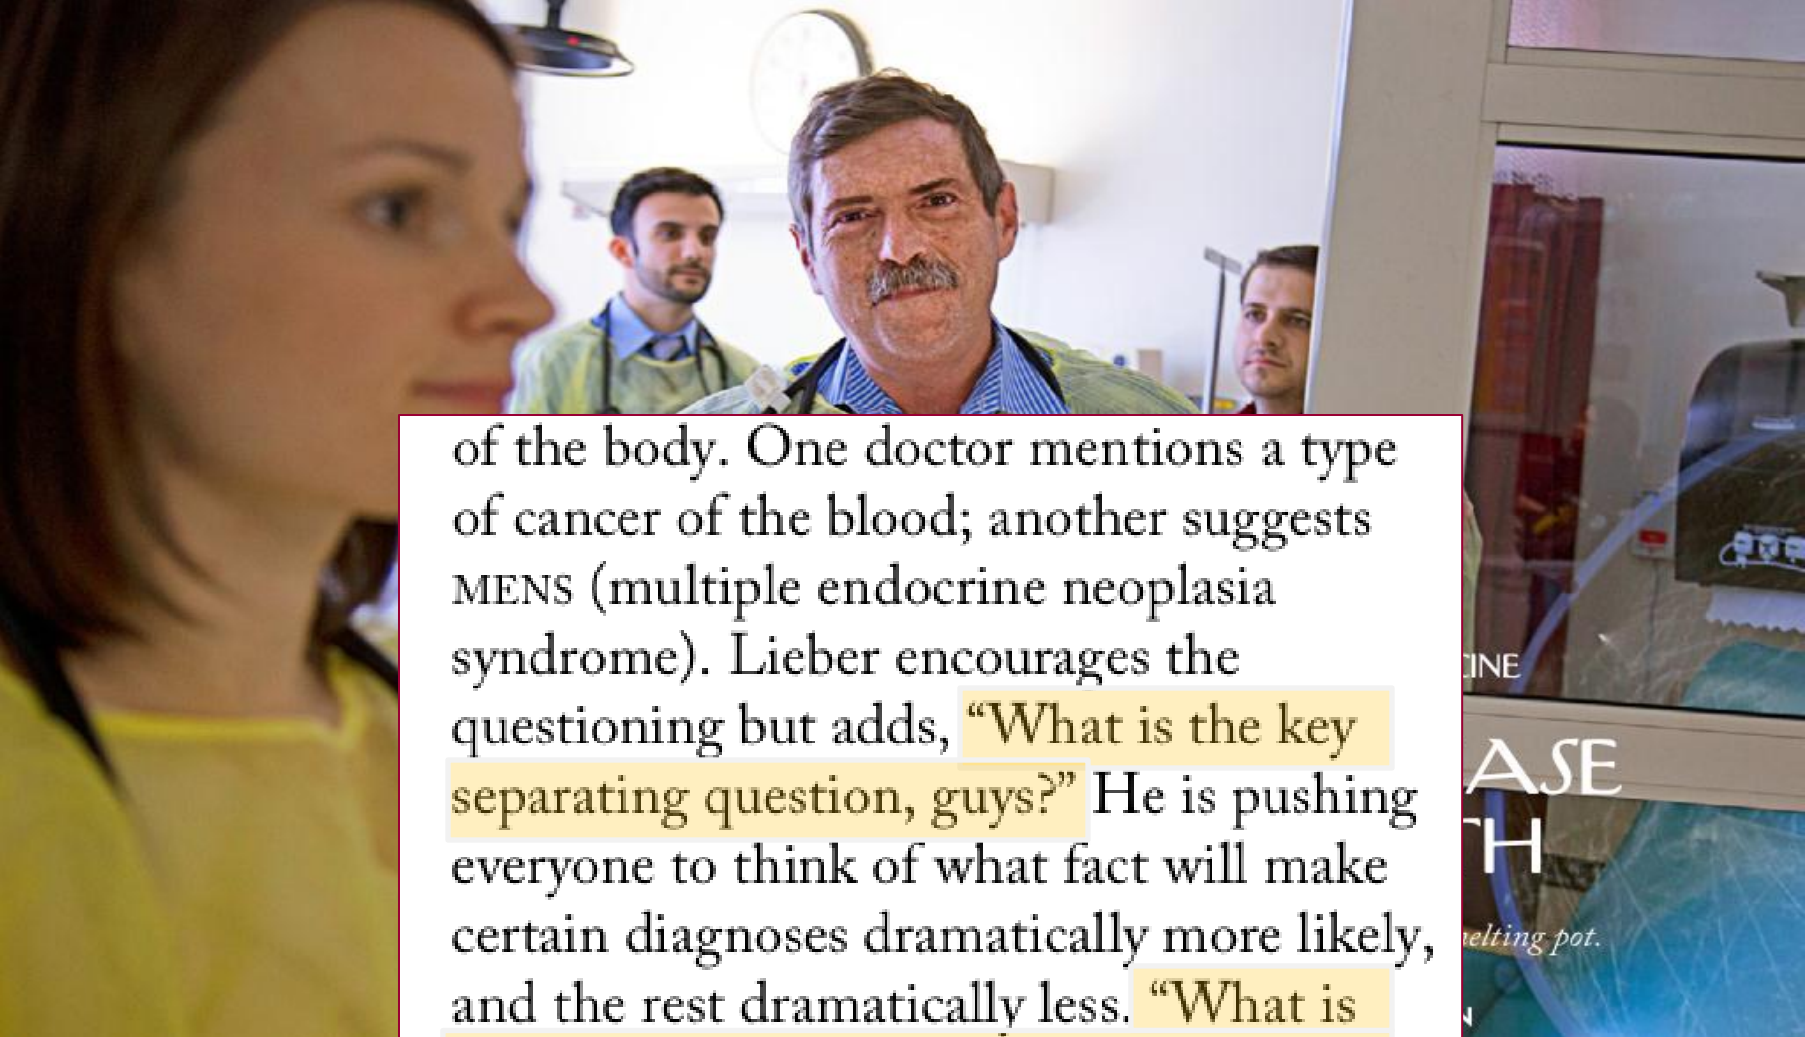 of the body. One doctor mentions a type
of cancer of the blood; another suggests
MENS (multiple endocrine neoplasia
syndrome). Lieber encourages the
questioning but adds, “What is the key
separating question, guys?” He is pushing
everyone to think of what fact will make
certain diagnoses dramatically more likely,
and the rest dramatically less. “What is
CINE
ASE
TH
elting pot.
N